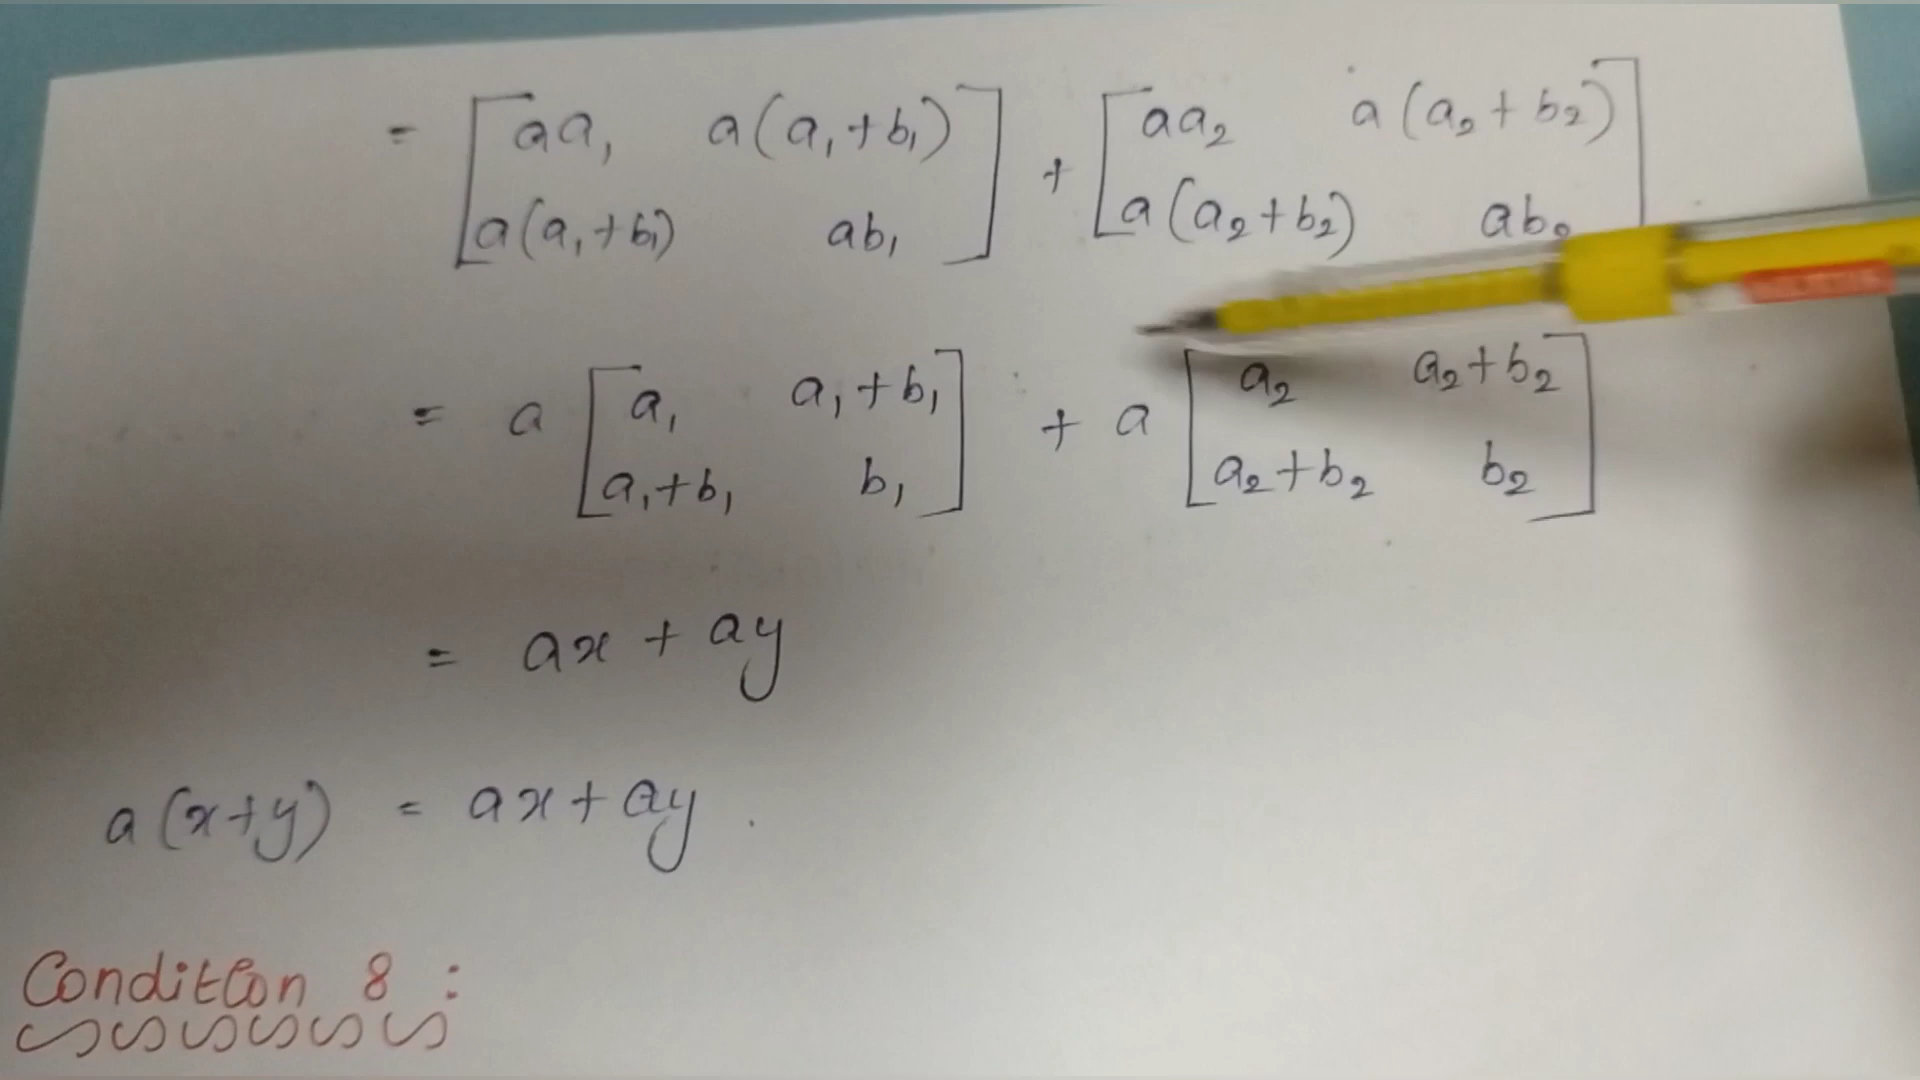 = [aa₁ a(a₁+b₁)] + [aa₂ a(a₂+b₂)]
[a(a₁+b₁) ab₁] [a(a₂+b₂) ab₂]
= a [a₁ a₁+b₁] + a [a₂ a₂+b₂]
[a₁+b₁ b₁] [a₂+b₂ b₂]
= ax + ay
a(x+y) = ax + ay.
Condition 8 :